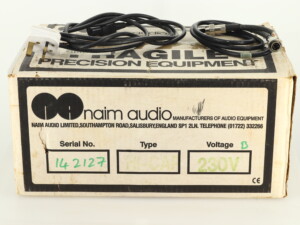 FRAGILE
PRECISION EQUIPMENT
naim audio MANUFACTURERS OF AUDIO EQUIPMENT
NAIM AUDIO LIMITED,SOUTHAMPTON ROAD,SALISBURY,ENGLAND SP1 2LN. TELEPHONE (01722) 332266
Serial No. Type Voltage B
142127 230V